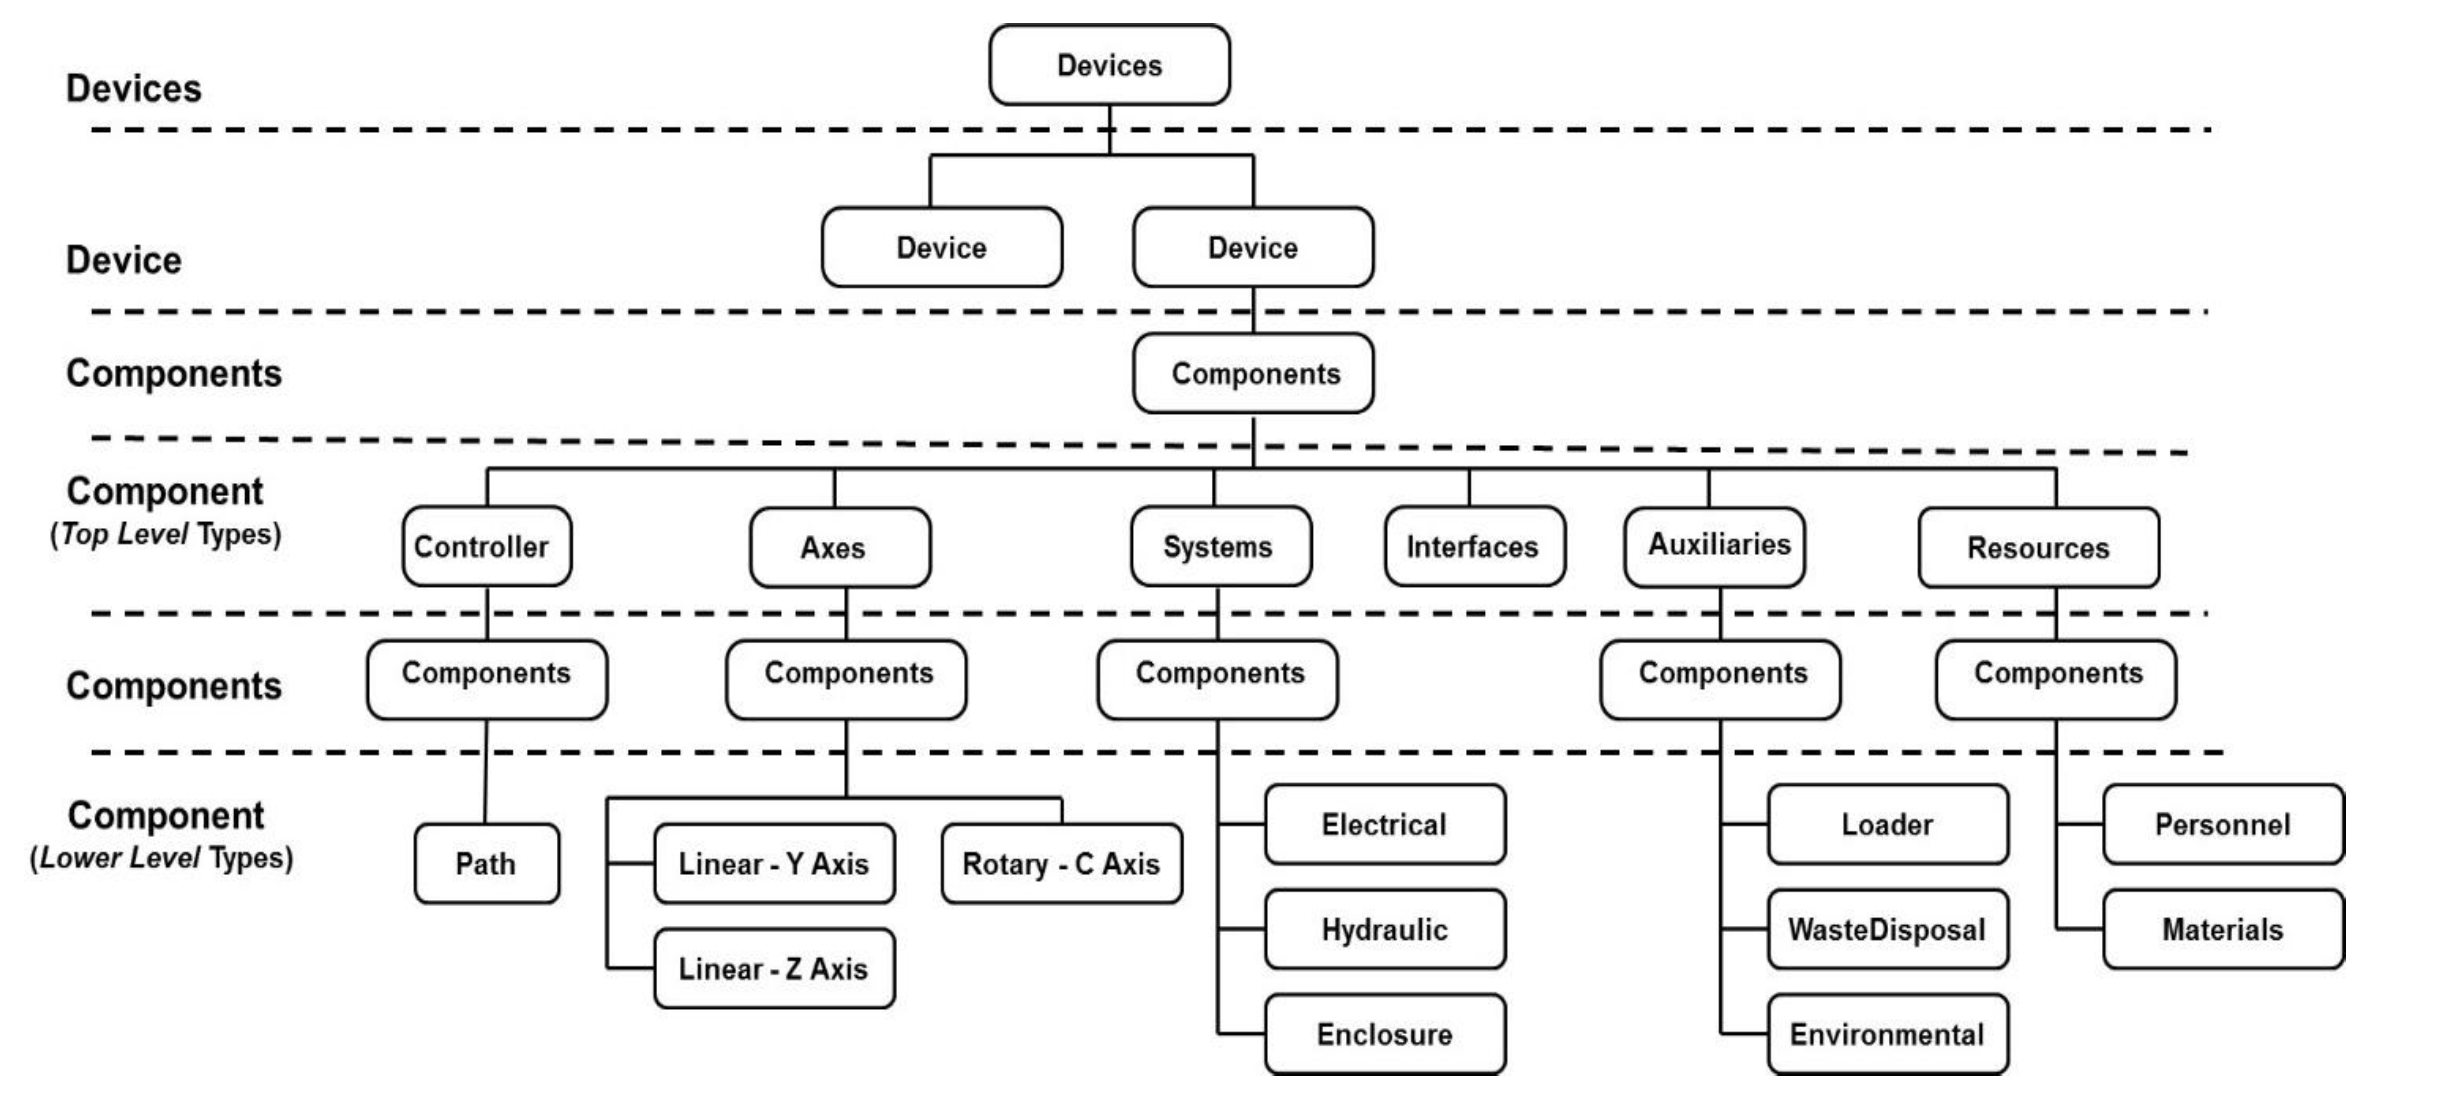 Devices
Devices
Device
Device
Device
Components
Components
Component
(Top Level Types)
Controller
Axes
Systems
Interfaces
Auxiliaries
Resources
Components
Components
Components
Components
Components
Components
Component
(Lower Level Types)
Path
Linear - Y Axis
Linear - Z Axis
Rotary - C Axis
Electrical
Hydraulic
Enclosure
Loader
WasteDisposal
Environmental
Personnel
Materials